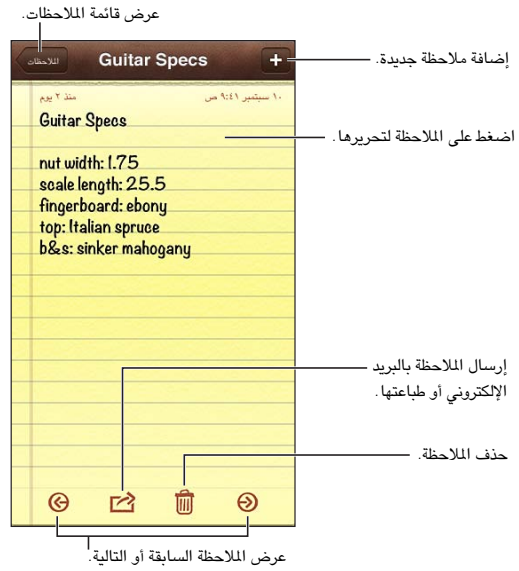 عرض قائمة الملاحظات.
الملاحظات
Guitar Specs
+
إضافة ملاحظة جديدة.
منذ ٢ يوم
١٠ سبتمبر ٩:٤١ ص
Guitar Specs
اضغط على الملاحظة لتحريرها.
nut width: 1.75
scale length: 25.5
fingerboard: ebony
top: Italian spruce
b&s: sinker mahogany
إرسال الملاحظة بالبريد
الإلكتروني أو طباعتها.
حذف الملاحظة.
عرض الملاحظة السابقة أو التالية.